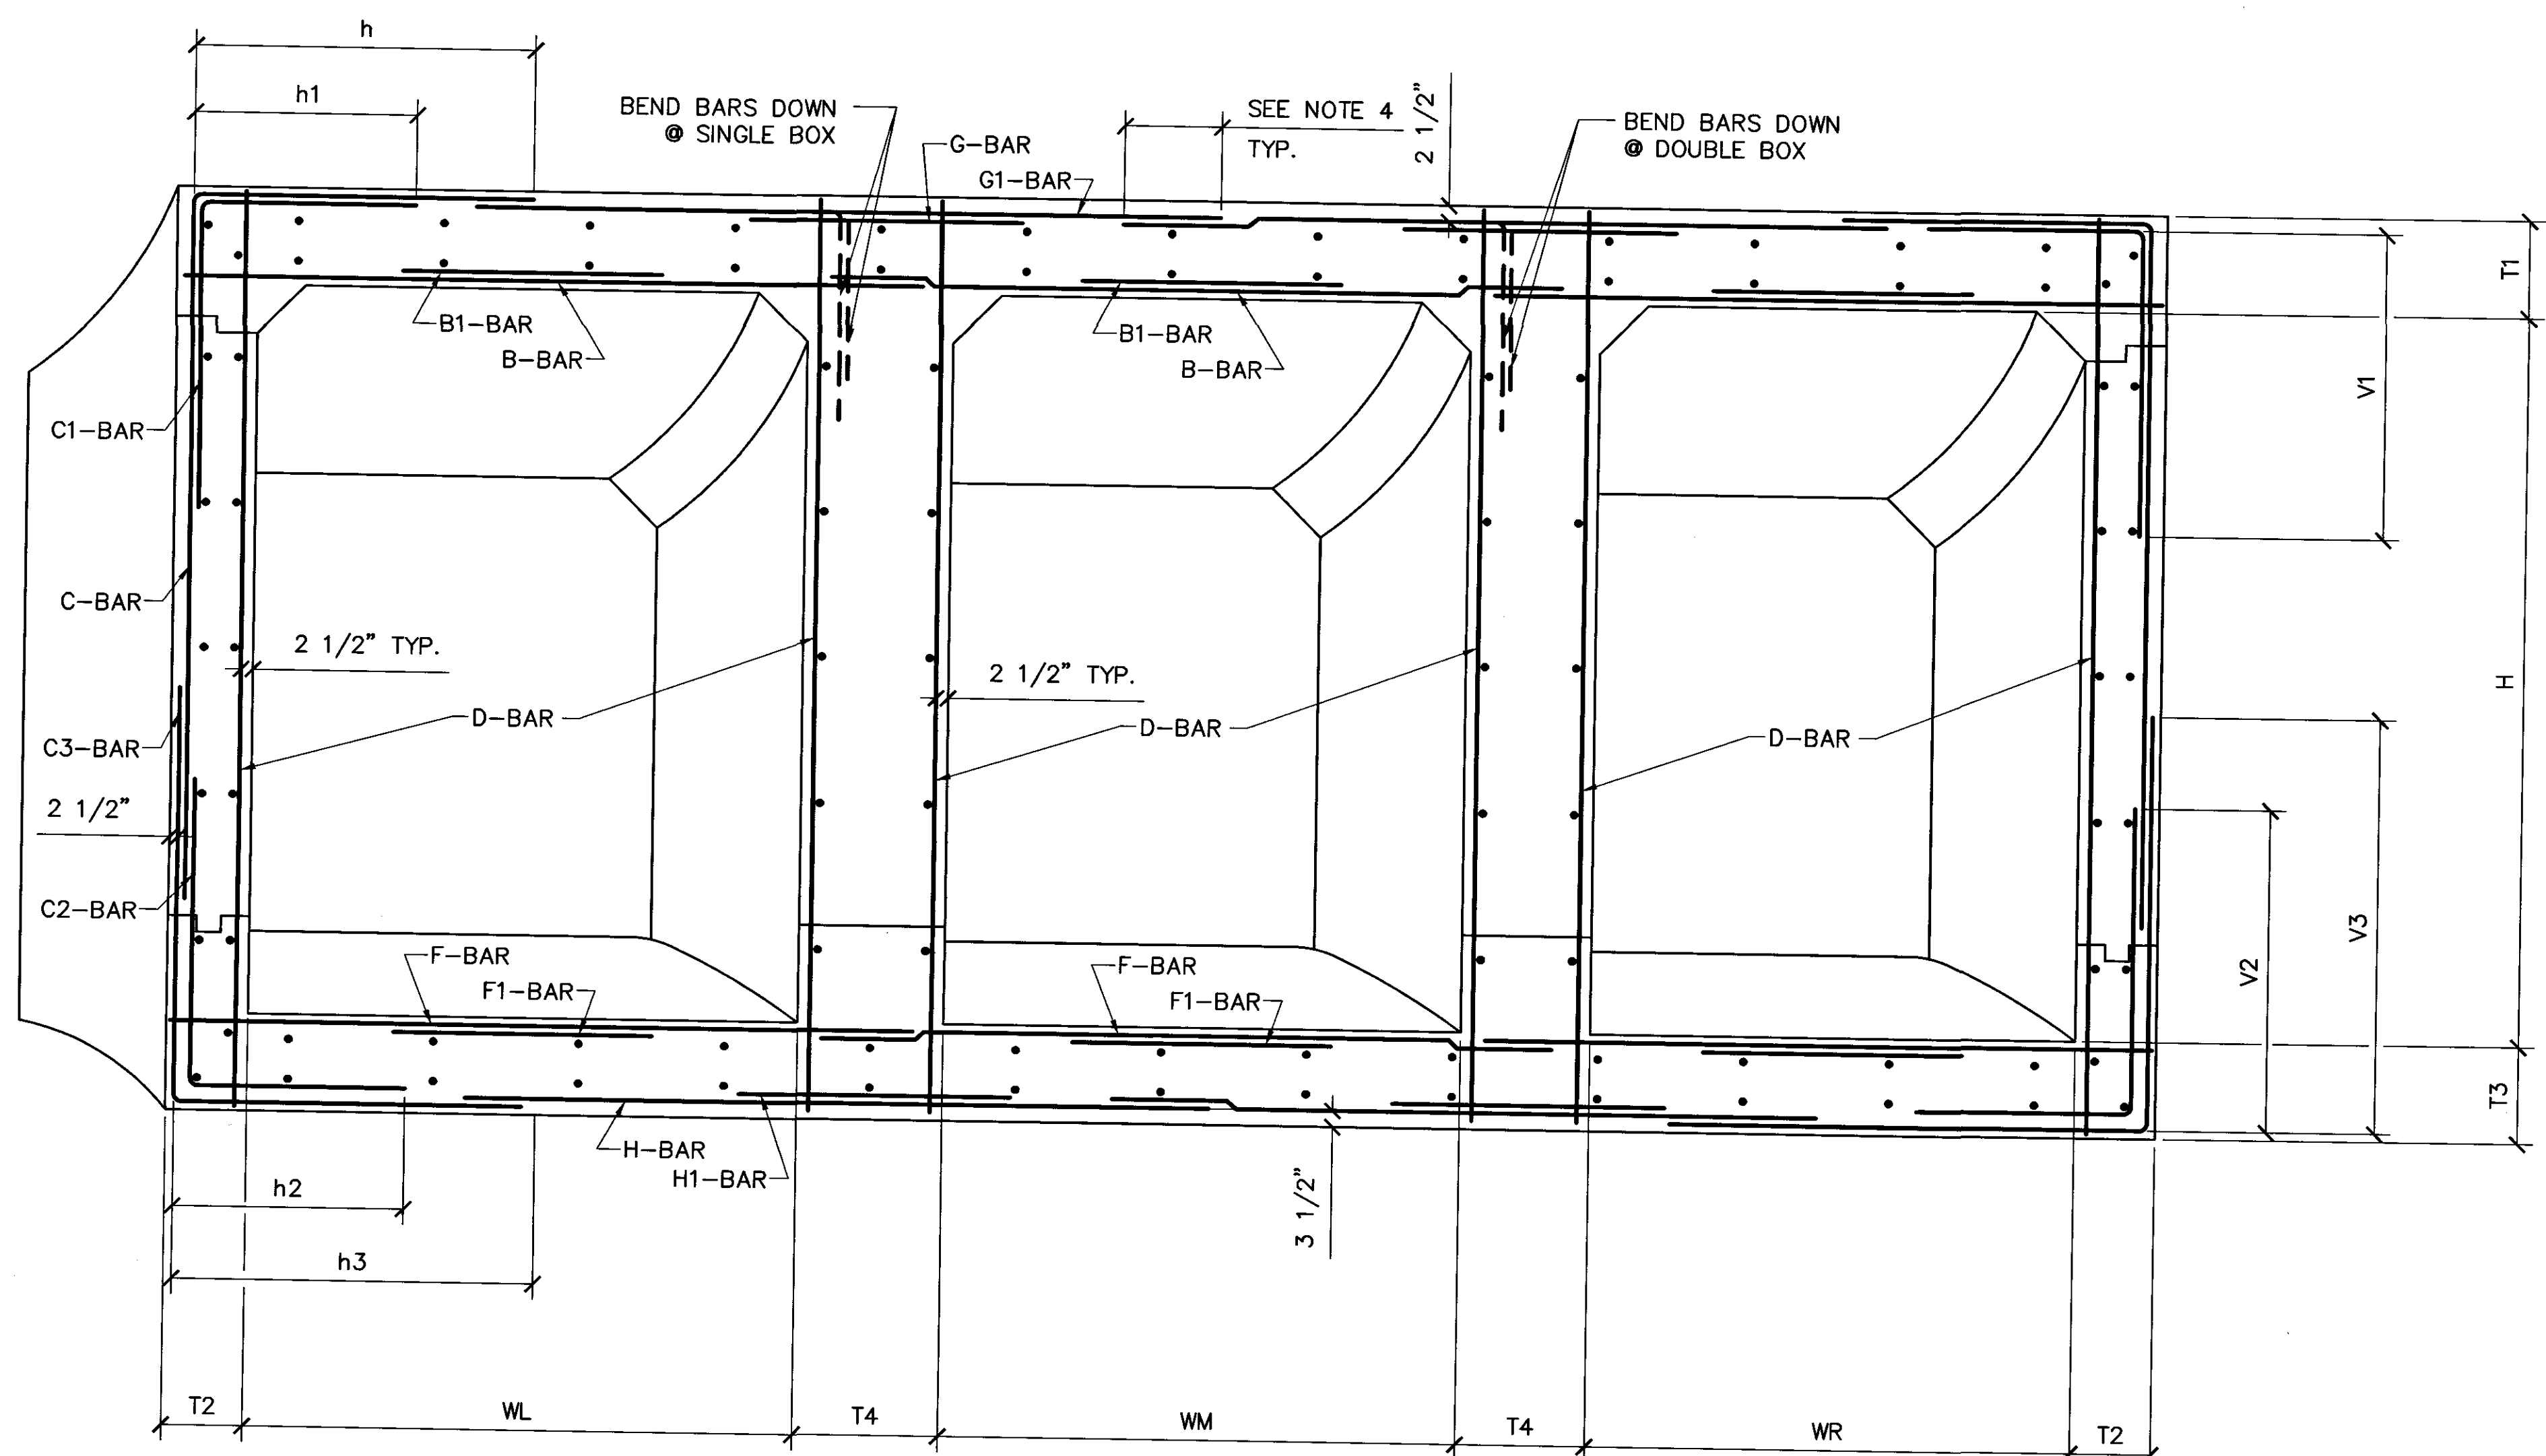 h
h1
BEND BARS DOWN
@ SINGLE BOX
G-BAR
G1-BAR
SEE NOTE 4
TYP.
2 1/2"
BEND BARS DOWN
@ DOUBLE BOX
T1
B1-BAR
B-BAR
B1-BAR
B-BAR
V1
C1-BAR
C-BAR
2 1/2" TYP.
2 1/2" TYP.
H
D-BAR
D-BAR
D-BAR
C3-BAR
2 1/2"
C2-BAR
V3
V2
F-BAR
F1-BAR
F-BAR
F1-BAR
T3
H-BAR
H1-BAR
h2
3 1/2"
h3
T2
WL
T4
WM
T4
WR
T2